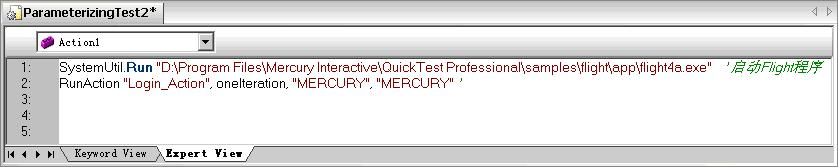 ParameterizingTest2*
Action1
1: SystemUtil.Run "D:\Program Files\Mercury Interactive\QuickTest Professional\samples\flight\app\flight4a.exe" '启动Flight程序
2: RunAction "Login_Action", oneIteration, "MERCURY", "MERCURY" '
3:
4:
5:
Keyword View Expert View